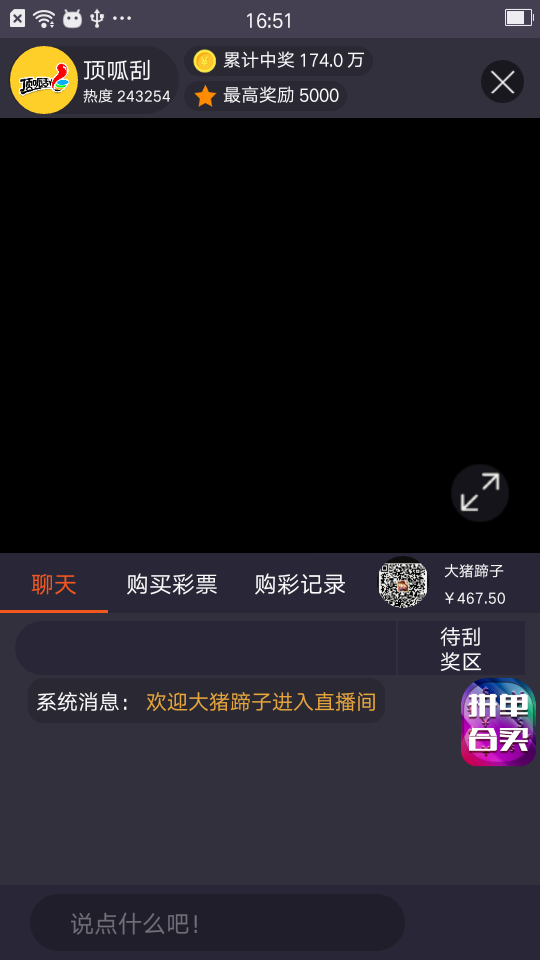 16:51
顶呱刮
顶呱刮
热度 243254
累计中奖 174.0 万
最高奖励 5000
聊天
购买彩票
购彩记录
大猪蹄子
￥467.50
待刮
奖区
系统消息： 欢迎大猪蹄子进入直播间
拼单
合买
说点什么吧！